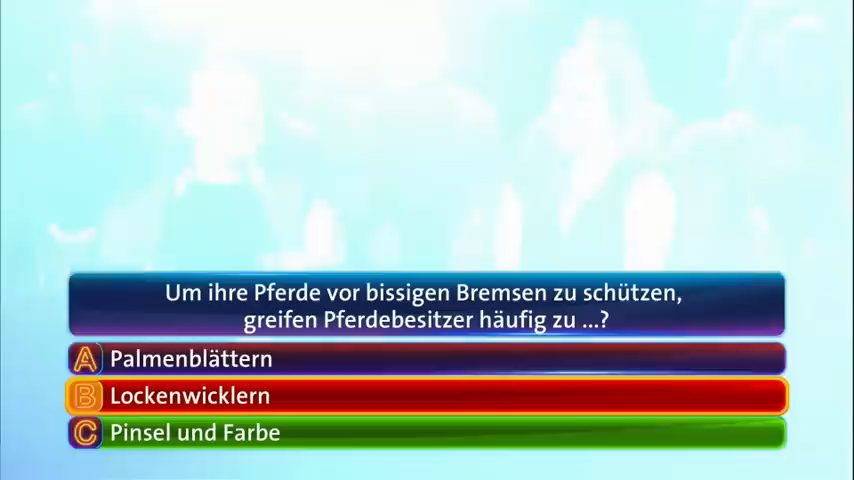 Um ihre Pferde vor bissigen Bremsen zu schützen,
greifen Pferdebesitzer häufig zu ...?
A Palmenblättern
B Lockenwicklern
C Pinsel und Farbe